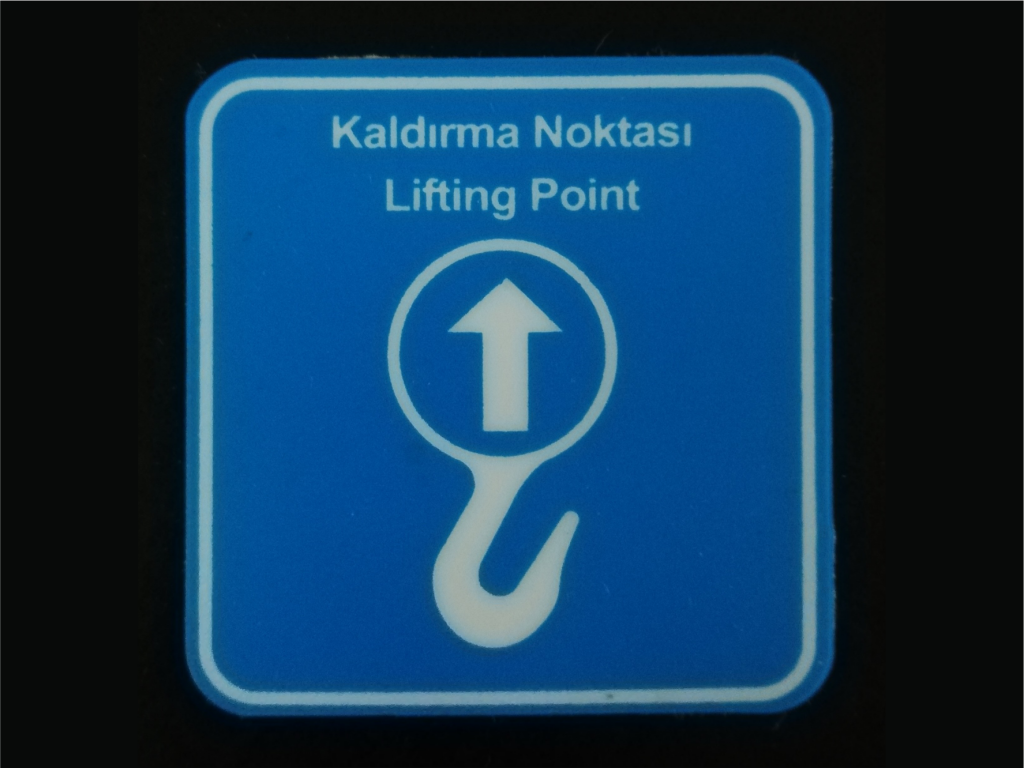 Kaldırma Noktası
Lifting Point